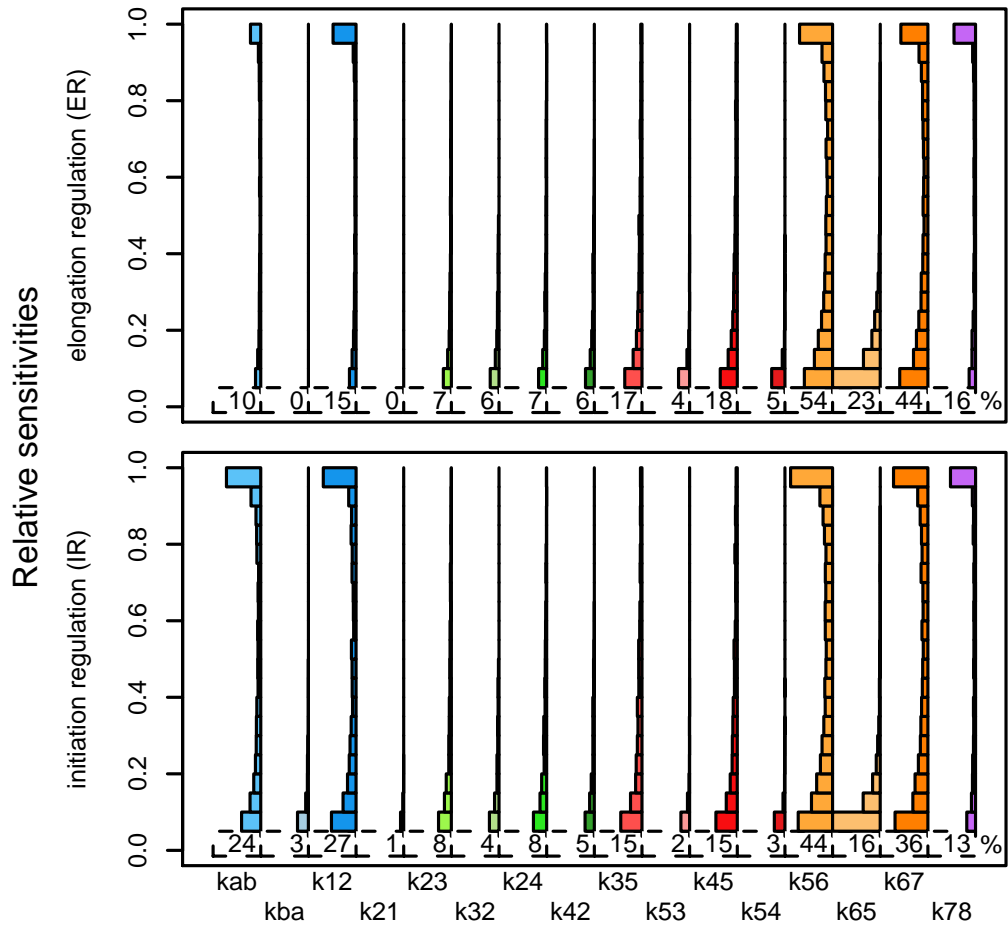 Relative sensitivities
elongation regulation (ER)
1.0
0.8
0.6
0.4
0.2
0.0
10 0 15 0 7 6 7 6 17 4 18 5 54 23 44 16 %
initiation regulation (IR)
1.0
0.8
0.6
0.4
0.2
0.0
24 3 27 1 8 4 8 5 15 2 15 3 44 16 36 13 %
kab k12 k23 k24 k35 k45 k56 k67
kba k21 k32 k42 k53 k54 k65 k78